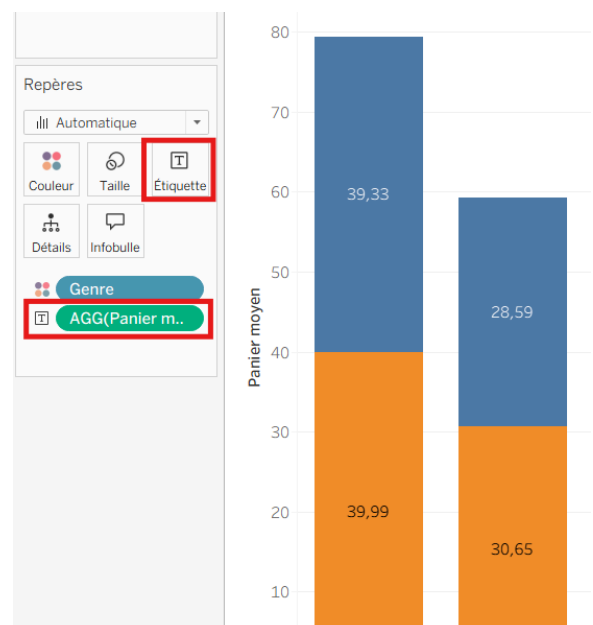 Repères
Automatique
Couleur
Taille
T
Étiquette
Détails
Infobulle
Genre
T
AGG(Panier m..
Panier moyen
80
70
60
50
40
30
20
10
39,33
28,59
39,99
30,65